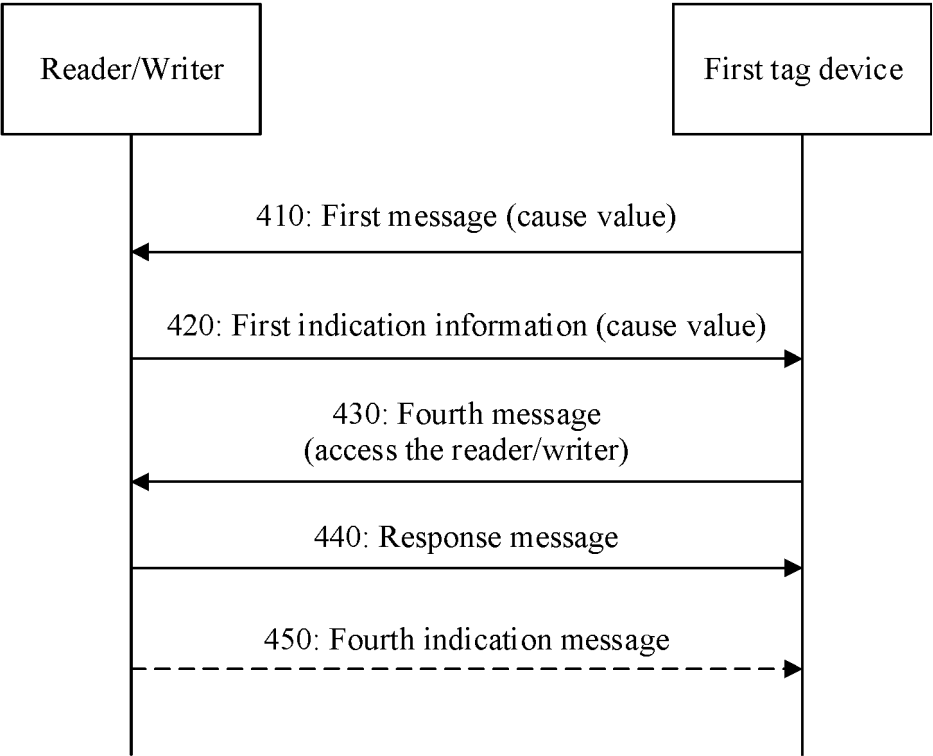 Reader/Writer
First tag device
410: First message (cause value)
420: First indication information (cause value)
430: Fourth message
(access the reader/writer)
440: Response message
450: Fourth indication message